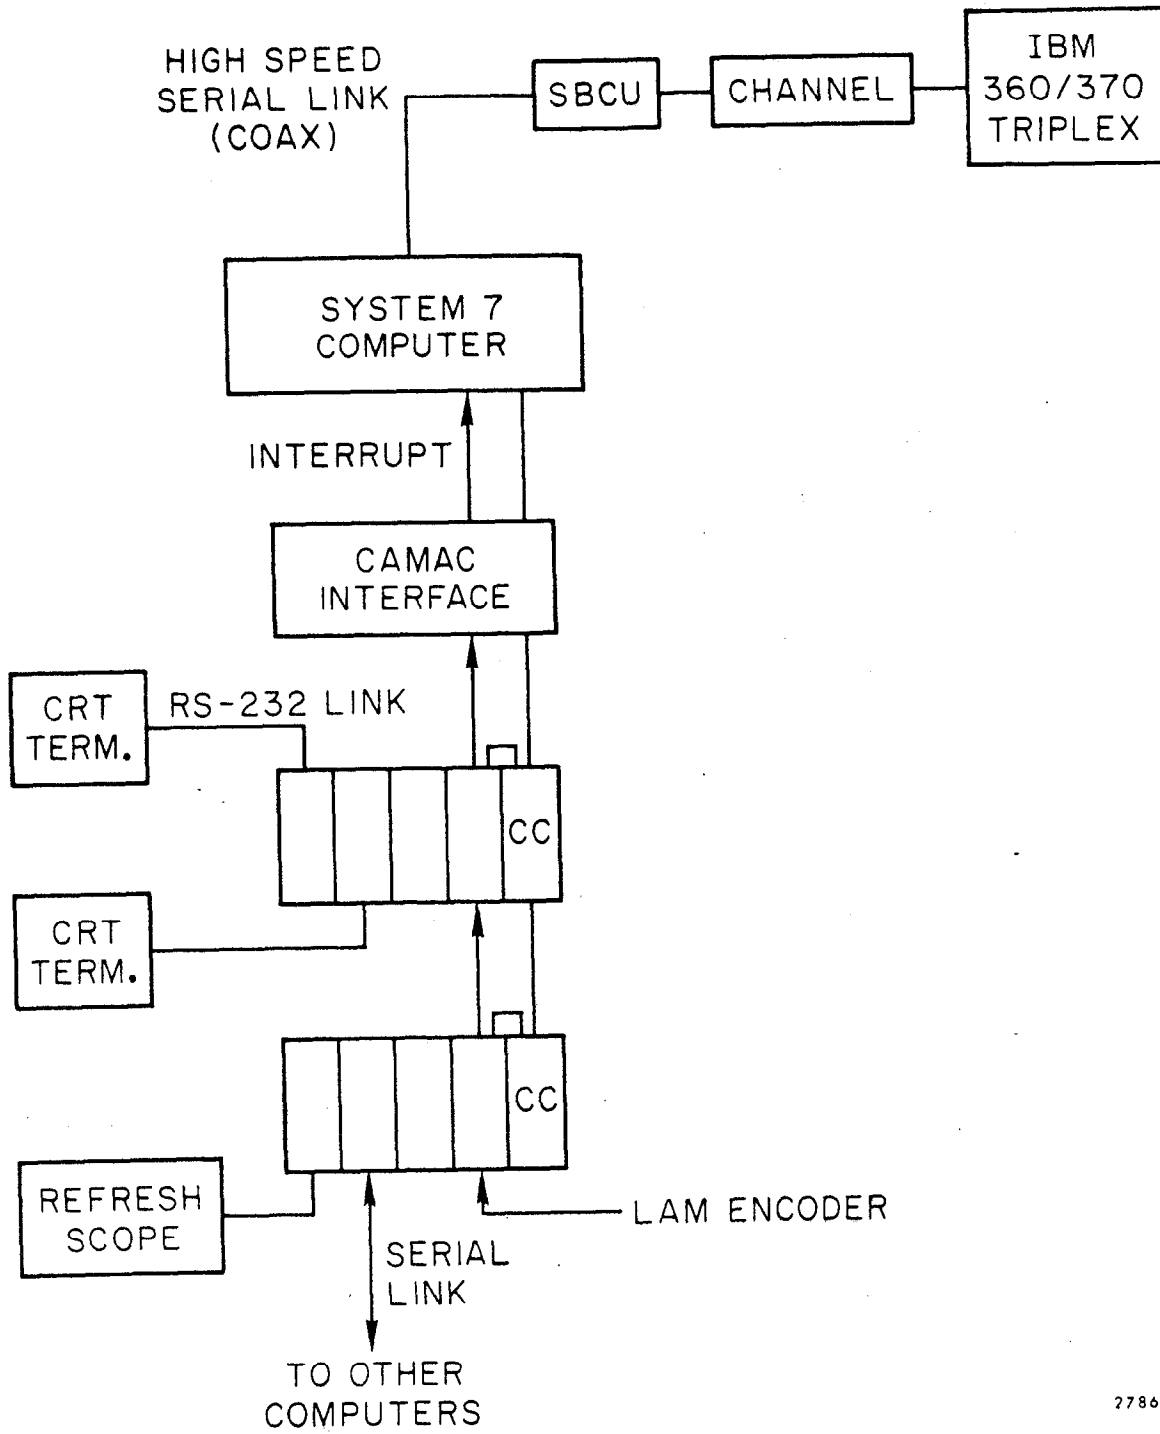 HIGH SPEED
SERIAL LINK
(COAX)
SBCU
CHANNEL
IBM
360/370
TRIPLEX
SYSTEM 7
COMPUTER
INTERRUPT
CAMAC
INTERFACE
CRT
TERM.
RS-232 LINK
CC
CRT
TERM.
CC
REFRESH
SCOPE
LAM ENCODER
SERIAL
LINK
TO OTHER
COMPUTERS
2786